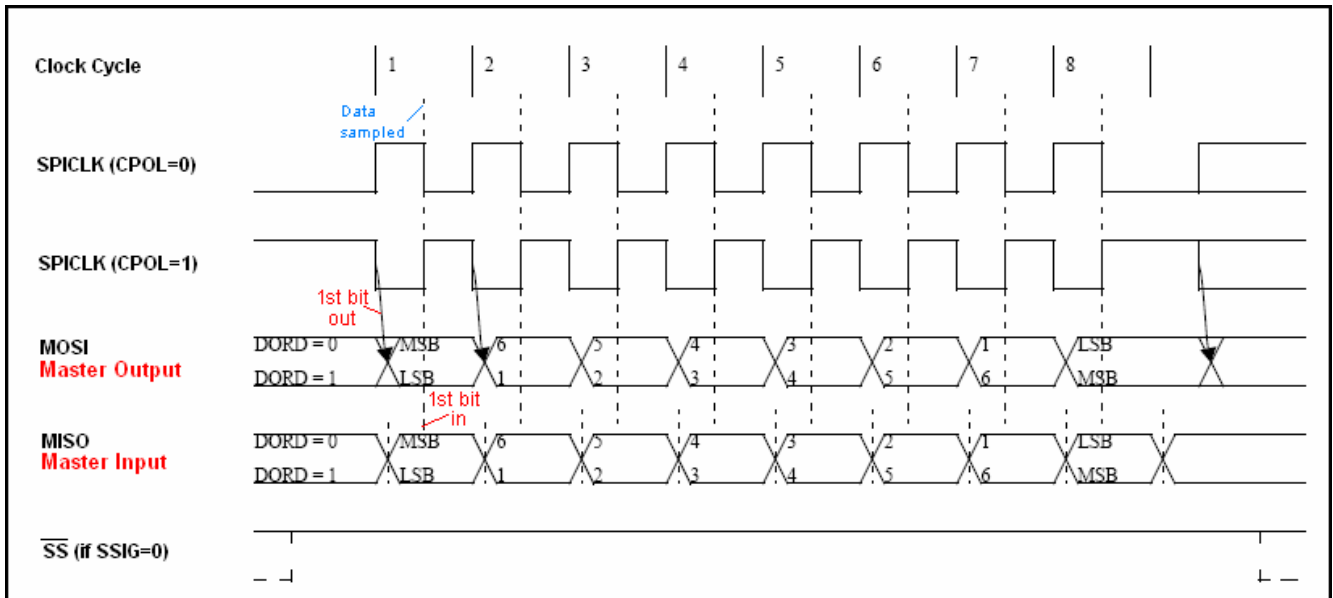 Clock Cycle 1 2 3 4 5 6 7 8
Data
sampled
SPICLK (CPOL=0)
SPICLK (CPOL=1)
1st bit
out
MOSI DORD = 0 MSB 6 5 4 3 2 1 LSB
Master Output DORD = 1 LSB 1 2 3 4 5 6 MSB
1st bit
in
MISO DORD = 0 MSB 6 5 4 3 2 1 LSB
Master Input DORD = 1 LSB 1 2 3 4 5 6 MSB
SS (if SSIG=0)